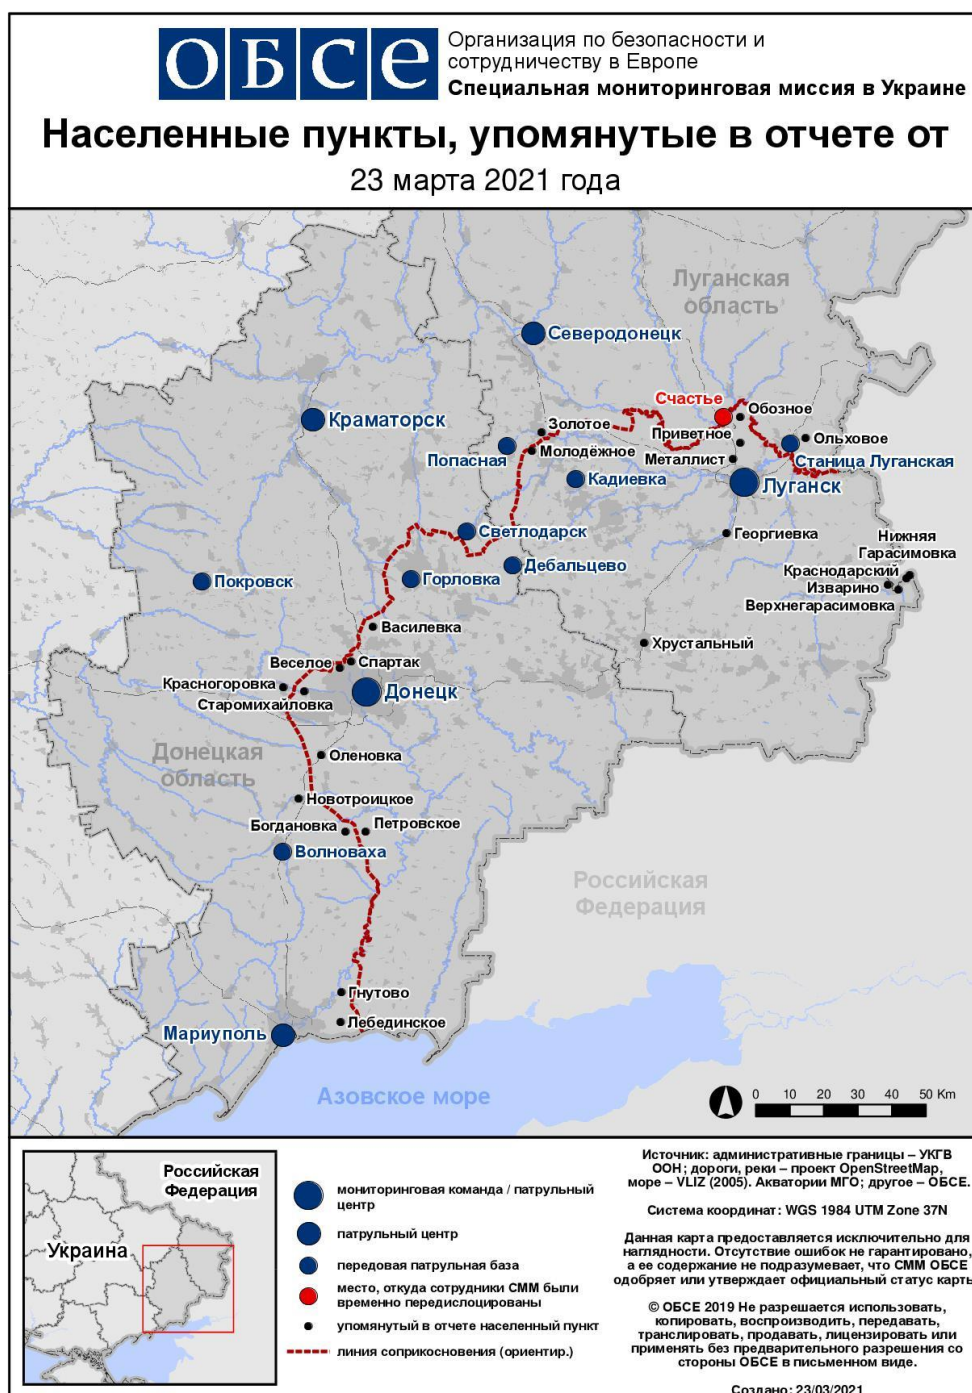 ОБСЕ
Организация по безопасности и
сотрудничеству в Европе
Специальная мониторинговая миссия в Украине
Населенные пункты, упомянутые в отчете от
23 марта 2021 года
Луганская
область
Северодонецк
Счастье
Обозное
Краматорск
Золотое
Приветное
Ольховое
Попасная
Молодёжное
Металлист
Станица Луганская
Кадиевка
Луганск
Светлодарск
Георгиевка
Нижняя
Гарасимовка
Дебальцево
Краснодарский
Покровск
Горловка
Изварино
Верхнегарасимовка
Василевка
Хрустальный
Веселое
Спартак
Красногоровка
Донецк
Старомихайловка
Донецкая
область
Оленовка
Новотроицкое
Богдановка
Петровское
Волноваха
Российская
Федерация
Гнутово
Лебединское
Мариуполь
Азовское море
0 10 20 30 40 50 Km
Российская
Федерация
Украина
мониторинговая команда / патрульный
центр
патрульный центр
передовая патрульная база
место, откуда сотрудники СММ были
временно передислоцированы
упомянутый в отчете населенный пункт
линия соприкосновения (ориентир.)
Источник: административные границы – УКГВ
ООН; дороги, реки – проект OpenStreetMap,
море – VLIZ (2005). Акватории МГО; другое – ОБСЕ.
Система координат: WGS 1984 UTM Zone 37N
Данная карта предоставляется исключительно для
наглядности. Отсутствие ошибок не гарантировано,
а ее содержание не подразумевает, что СММ ОБСЕ
одобряет или утверждает официальный статус карты
© ОБСЕ 2019 Не разрешается использовать,
копировать, воспроизводить, передавать,
транслировать, продавать, лицензировать или
применять без предварительного разрешения со
стороны ОБСЕ в письменном виде.
Создано: 23/03/2021